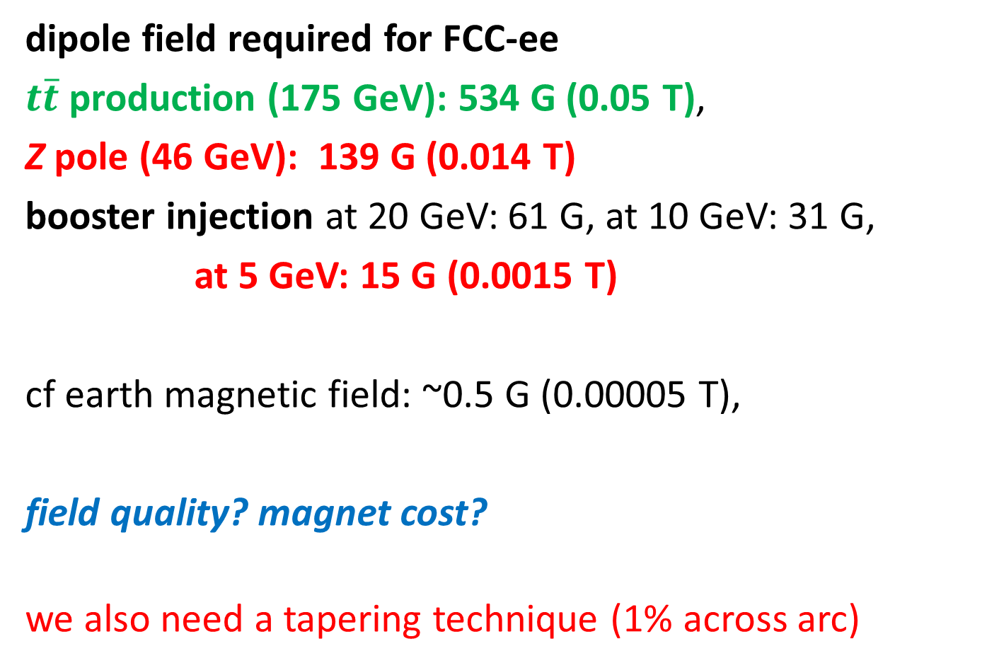 dipole field required for FCC-ee
tt̄ production (175 GeV): 534 G (0.05 T),
Z pole (46 GeV): 139 G (0.014 T)
booster injection at 20 GeV: 61 G, at 10 GeV: 31 G,
at 5 GeV: 15 G (0.0015 T)
cf earth magnetic field: ~0.5 G (0.00005 T),
field quality? magnet cost?
we also need a tapering technique (1% across arc)